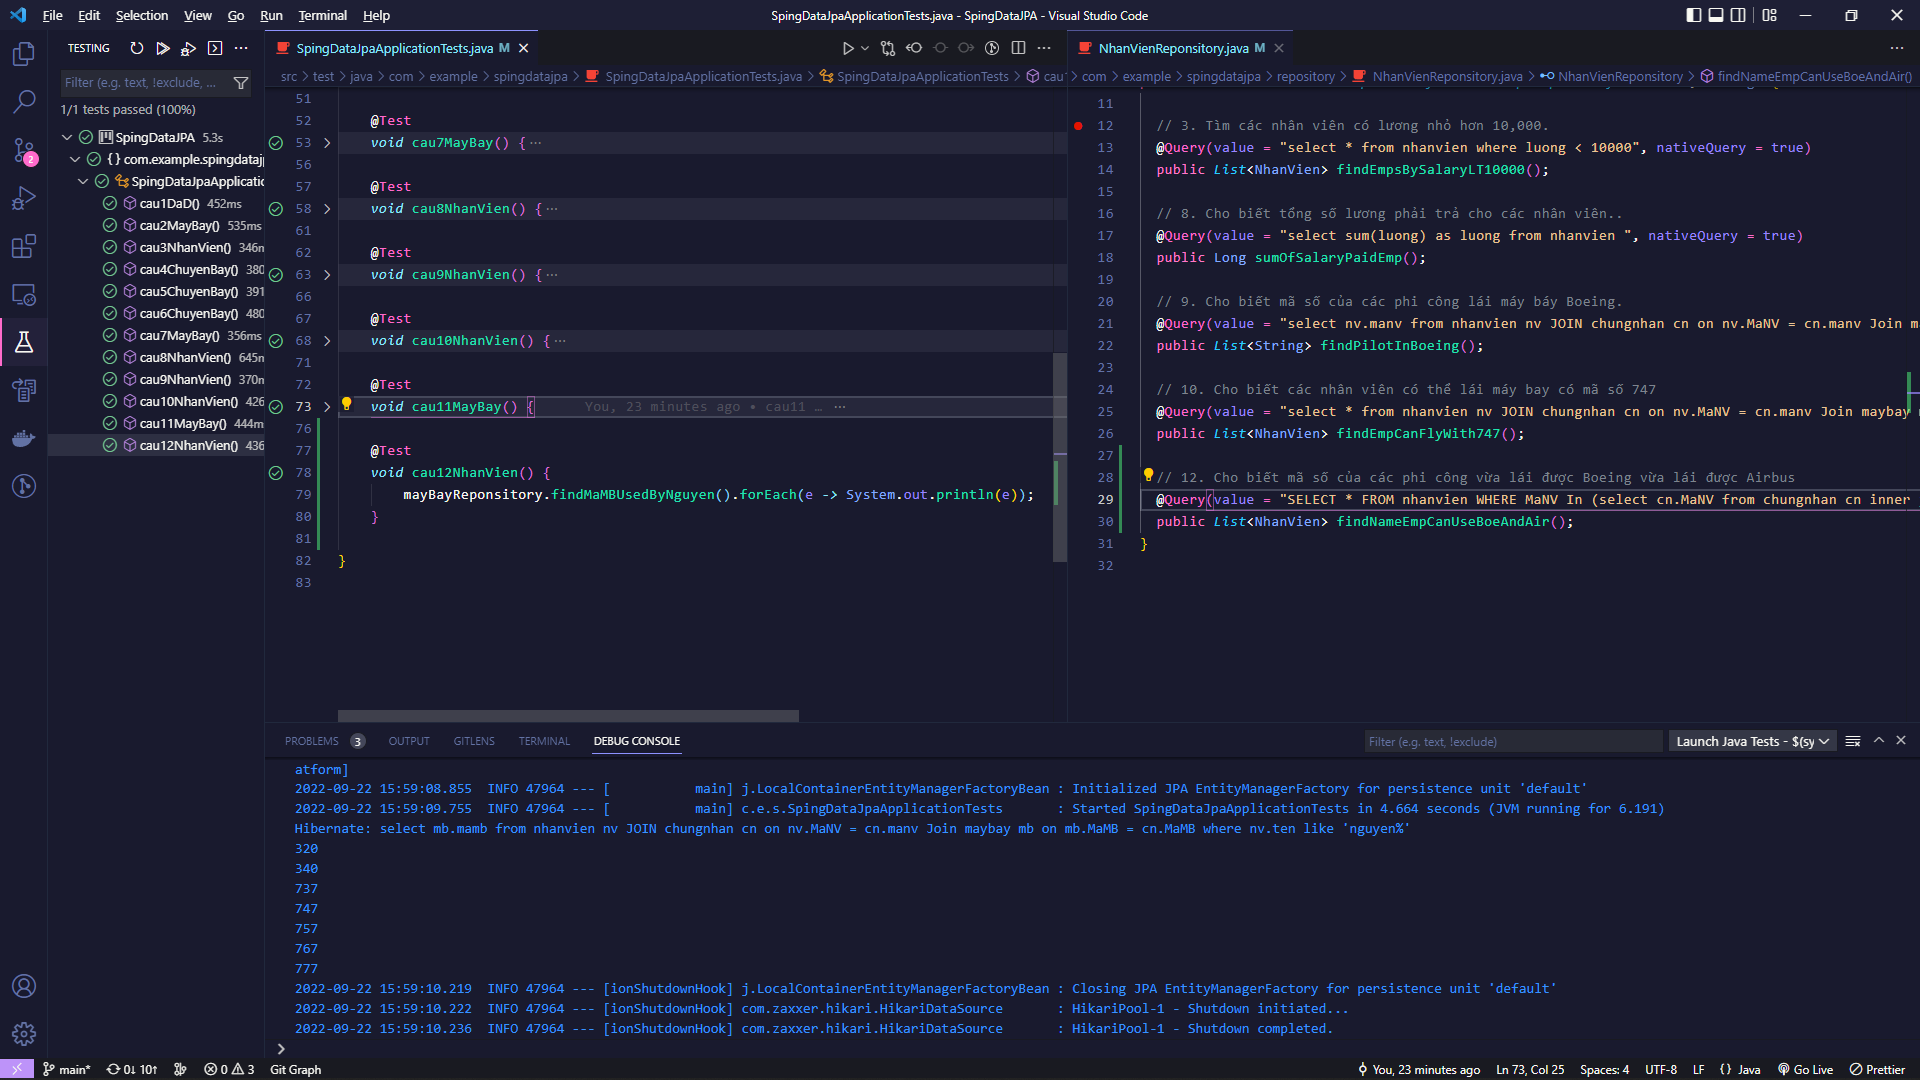 File Edit Selection View Go Run Terminal Help
SpingDataJpaApplicationTests.java - SpingDataJPA - Visual Studio Code
TESTING
Filter (e.g. text, !exclude, ...
1/1 tests passed (100%)
SpingDataJPA 5.3s
{ } com.example.spingdataj
SpingDataJpaApplicatic
cau1DaD() 452ms
cau2MayBay() 535ms
cau3NhanVien() 346m
cau4ChuyenBay() 380
cau5ChuyenBay() 391
cau6ChuyenBay() 480
cau7MayBay() 356ms
cau8NhanVien() 645m
cau9NhanVien() 370m
cau10NhanVien() 426
cau11MayBay() 444m
cau12NhanVien() 436
2
SpingDataJpaApplicationTests.java M
src > test > java > com > example > spingdatajpa > SpingDataJpaApplicationTests.java > SpingDataJpaApplicationTests > cau1
51
52 @Test
53 void cau7MayBay() { ...
56
57 @Test
58 void cau8NhanVien() { ...
61
62 @Test
63 void cau9NhanVien() { ...
66
67 @Test
68 void cau10NhanVien() { ...
71
72 @Test
73 void cau11MayBay() { You, 23 minutes ago • cau11 … ...
76
77 @Test
78 void cau12NhanVien() {
79 mayBayReponsitory.findMaMBUsedByNguyen().forEach(e -> System.out.println(e));
80 }
81
82 }
83
NhanVienReponsitory.java M
> com > example > spingdatajpa > repository > NhanVienReponsitory.java > NhanVienReponsitory > findNameEmpCanUseBoeAndAir()
11
12 // 3. Tìm các nhân viên có lương nhỏ hơn 10,000.
13 @Query(value = "select * from nhanvien where luong < 10000", nativeQuery = true)
14 public List<NhanVien> findEmpsBySalaryLT10000();
15
16 // 8. Cho biết tổng số lương phải trả cho các nhân viên..
17 @Query(value = "select sum(luong) as luong from nhanvien ", nativeQuery = true)
18 public Long sumOfSalaryPaidEmp();
19
20 // 9. Cho biết mã số của các phi công lái máy báy Boeing.
21 @Query(value = "select nv.manv from nhanvien nv JOIN chungnhan cn on nv.MaNV = cn.manv Join m
22 public List<String> findPilotInBoeing();
23
24 // 10. Cho biết các nhân viên có thể lái máy bay có mã số 747
25 @Query(value = "select * from nhanvien nv JOIN chungnhan cn on nv.MaNV = cn.manv Join maybay
26 public List<NhanVien> findEmpCanFlyWith747();
27
28 // 12. Cho biết mã số của các phi công vừa lái được Boeing vừa lái được Airbus
29 @Query(value = "SELECT * FROM nhanvien WHERE MaNV In (select cn.MaNV from chungnhan cn inner
30 public List<NhanVien> findNameEmpCanUseBoeAndAir();
31 }
32
PROBLEMS 3 OUTPUT GITLENS TERMINAL DEBUG CONSOLE
Filter (e.g. text, !exclude)
Launch Java Tests - $(sy
atform]
2022-09-22 15:59:08.855 INFO 47964 --- [ main] j.LocalContainerEntityManagerFactoryBean : Initialized JPA EntityManagerFactory for persistence unit 'default'
2022-09-22 15:59:09.755 INFO 47964 --- [ main] c.e.s.SpingDataJpaApplicationTests : Started SpingDataJpaApplicationTests in 4.664 seconds (JVM running for 6.191)
Hibernate: select mb.mamb from nhanvien nv JOIN chungnhan cn on nv.MaNV = cn.manv Join maybay mb on mb.MaMB = cn.MaMB where nv.ten like 'nguyen%'
320
340
737
747
757
767
777
2022-09-22 15:59:10.219 INFO 47964 --- [ionShutdownHook] j.LocalContainerEntityManagerFactoryBean : Closing JPA EntityManagerFactory for persistence unit 'default'
2022-09-22 15:59:10.222 INFO 47964 --- [ionShutdownHook] com.zaxxer.hikari.HikariDataSource : HikariPool-1 - Shutdown initiated...
2022-09-22 15:59:10.236 INFO 47964 --- [ionShutdownHook] com.zaxxer.hikari.HikariDataSource : HikariPool-1 - Shutdown completed.
main* 0↓ 10↑ 0 3 Git Graph
You, 23 minutes ago Ln 73, Col 25 Spaces: 4 UTF-8 LF { } Java Go Live Prettier